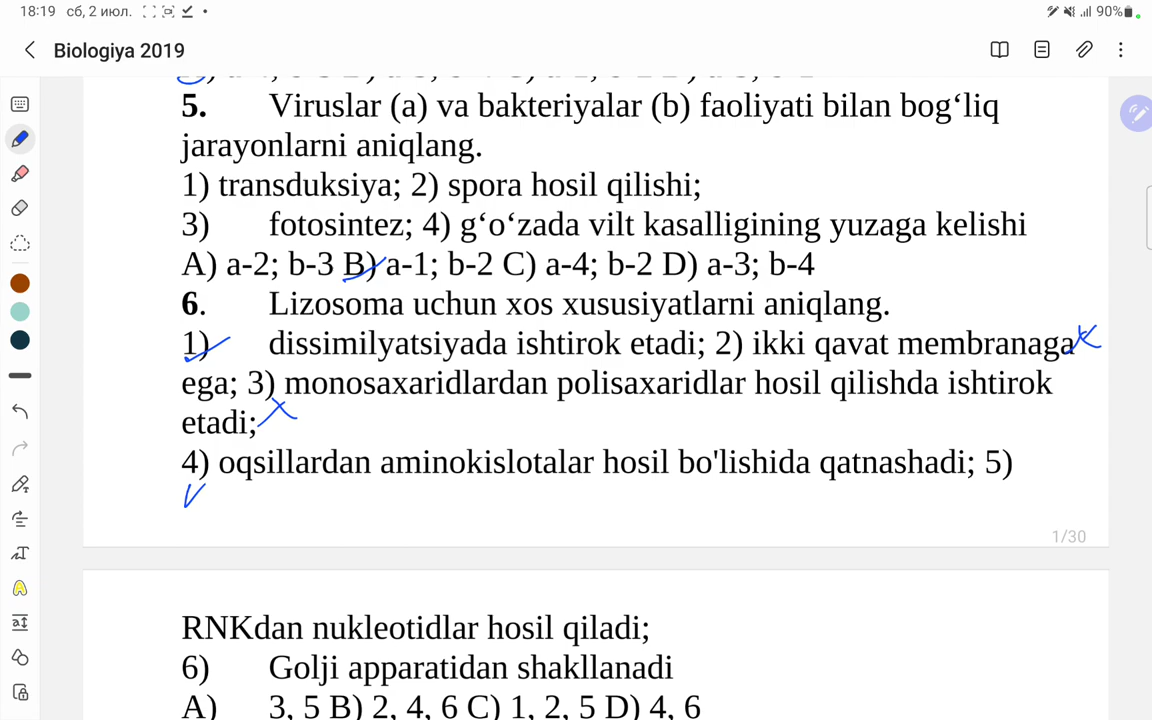 18:19 сб, 2 июл.
90%
Biologiya 2019
5. Viruslar (a) va bakteriyalar (b) faoliyati bilan bog‘liq
jarayonlarni aniqlang.
1) transduksiya; 2) spora hosil qilishi;
3) fotosintez; 4) g‘o‘zada vilt kasalligining yuzaga kelishi
A) a-2; b-3 B) a-1; b-2 C) a-4; b-2 D) a-3; b-4
6. Lizosoma uchun xos xususiyatlarni aniqlang.
1) dissimilyatsiyada ishtirok etadi; 2) ikki qavat membranaga
ega; 3) monosaxaridlardan polisaxaridlar hosil qilishda ishtirok
etadi;
4) oqsillardan aminokislotalar hosil bo'lishida qatnashadi; 5)
1/30
RNKdan nukleotidlar hosil qiladi;
6) Golji apparatidan shakllanadi
A) 3, 5 B) 2, 4, 6 C) 1, 2, 5 D) 4, 6